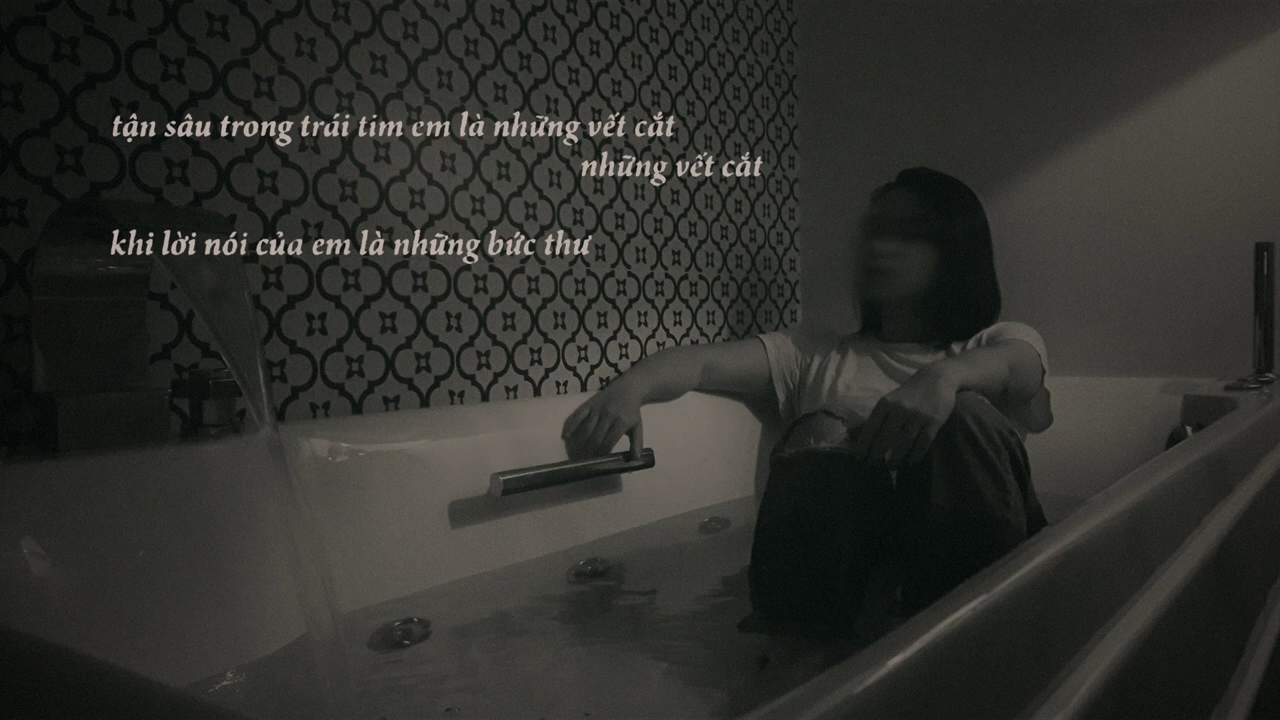 tận sâu trong trái tim em là những vết cắt
những vết cắt
khi lời nói của em là những bức thư